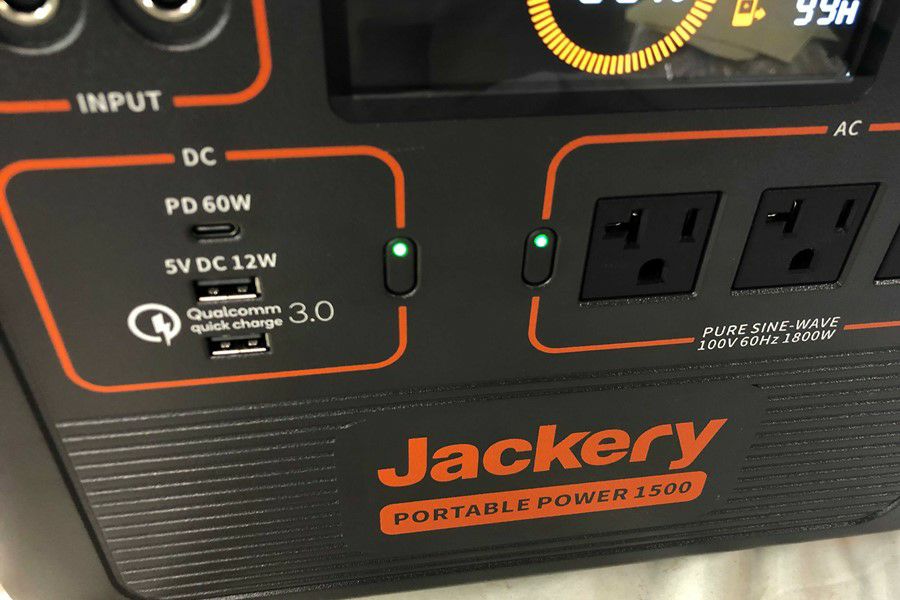 99H
INPUT
DC
AC
PD 60W
5V DC 12W
Qualcomm
quick charge 3.0
PURE SINE-WAVE
100V 60Hz 1800W
Jackery
PORTABLE POWER 1500